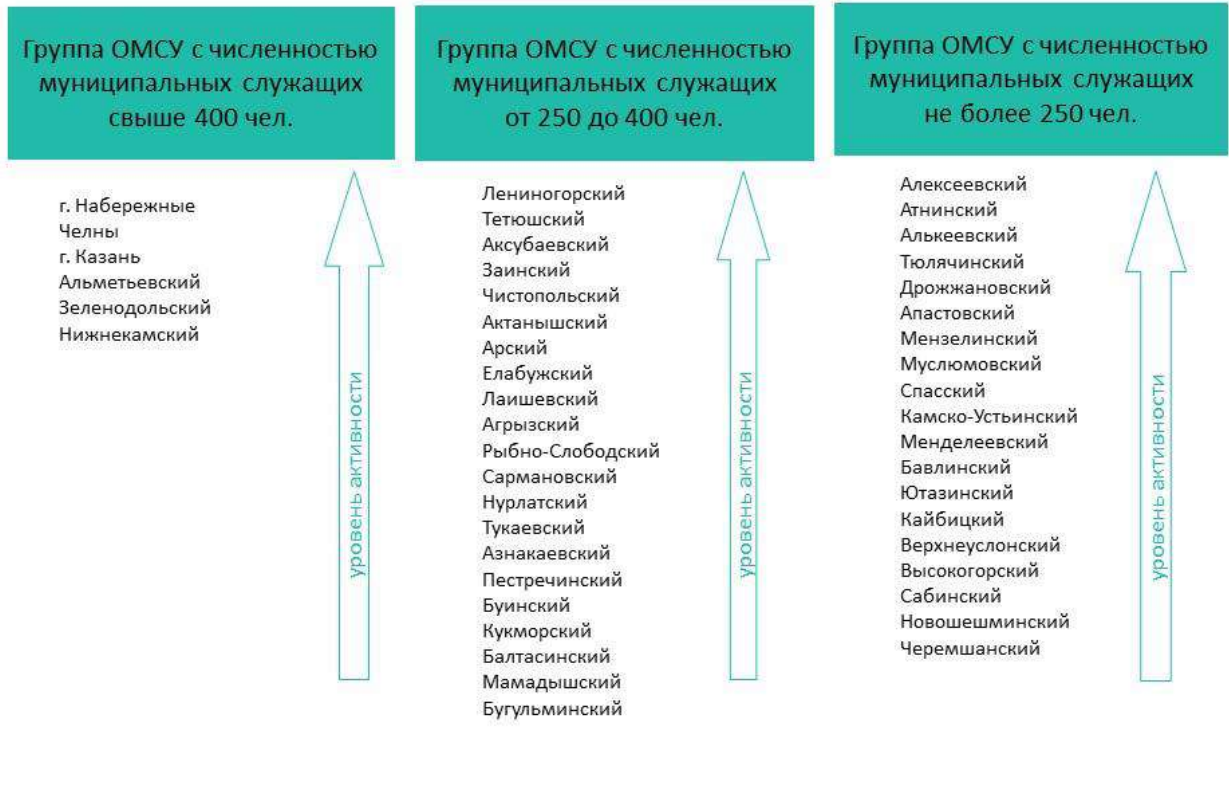 Группа ОМСУ с численностью
муниципальных служащих
свыше 400 чел.
г. Набережные
Челны
г. Казань
Альметьевский
Зеленодольский
Нижнекамский
уровень активности
Группа ОМСУ с численностью
муниципальных служащих
от 250 до 400 чел.
Лениногорский
Тетюшский
Аксубаевский
Заинский
Чистопольский
Актанышский
Арский
Елабужский
Лаишевский
Агрызский
Рыбно-Слободский
Сармановский
Нурлатский
Тукаевский
Азнакаевский
Пестречинский
Буинский
Кукморский
Балтасинский
Мамадышский
Бугульминский
уровень активности
Группа ОМСУ с численностью
муниципальных служащих
не более 250 чел.
Алексеевский
Атнинский
Алькеевский
Тюлячинский
Дрожжановский
Апастовский
Мензелинский
Муслюмовский
Спасский
Камско-Устьинский
Менделеевский
Бавлинский
Ютазинский
Кайбицкий
Верхнеуслонский
Высокогорский
Сабинский
Новошешминский
Черемшанский
уровень активности